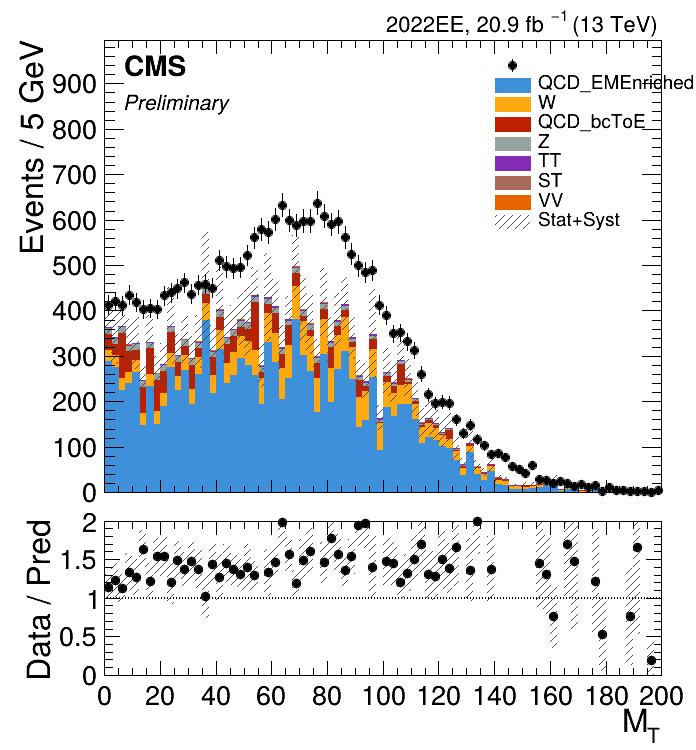 2022EE, 20.9 fb⁻¹ (13 TeV)
Events / 5 GeV
CMS
Preliminary
QCD_EMEnriched
W
QCD_bcToE
Z
TT
ST
VV
Stat+Syst
900
800
700
600
500
400
300
200
100
0
Data / Pred
2
1.5
1
0.5
0
0 20 40 60 80 100 120 140 160 180 200
M_T